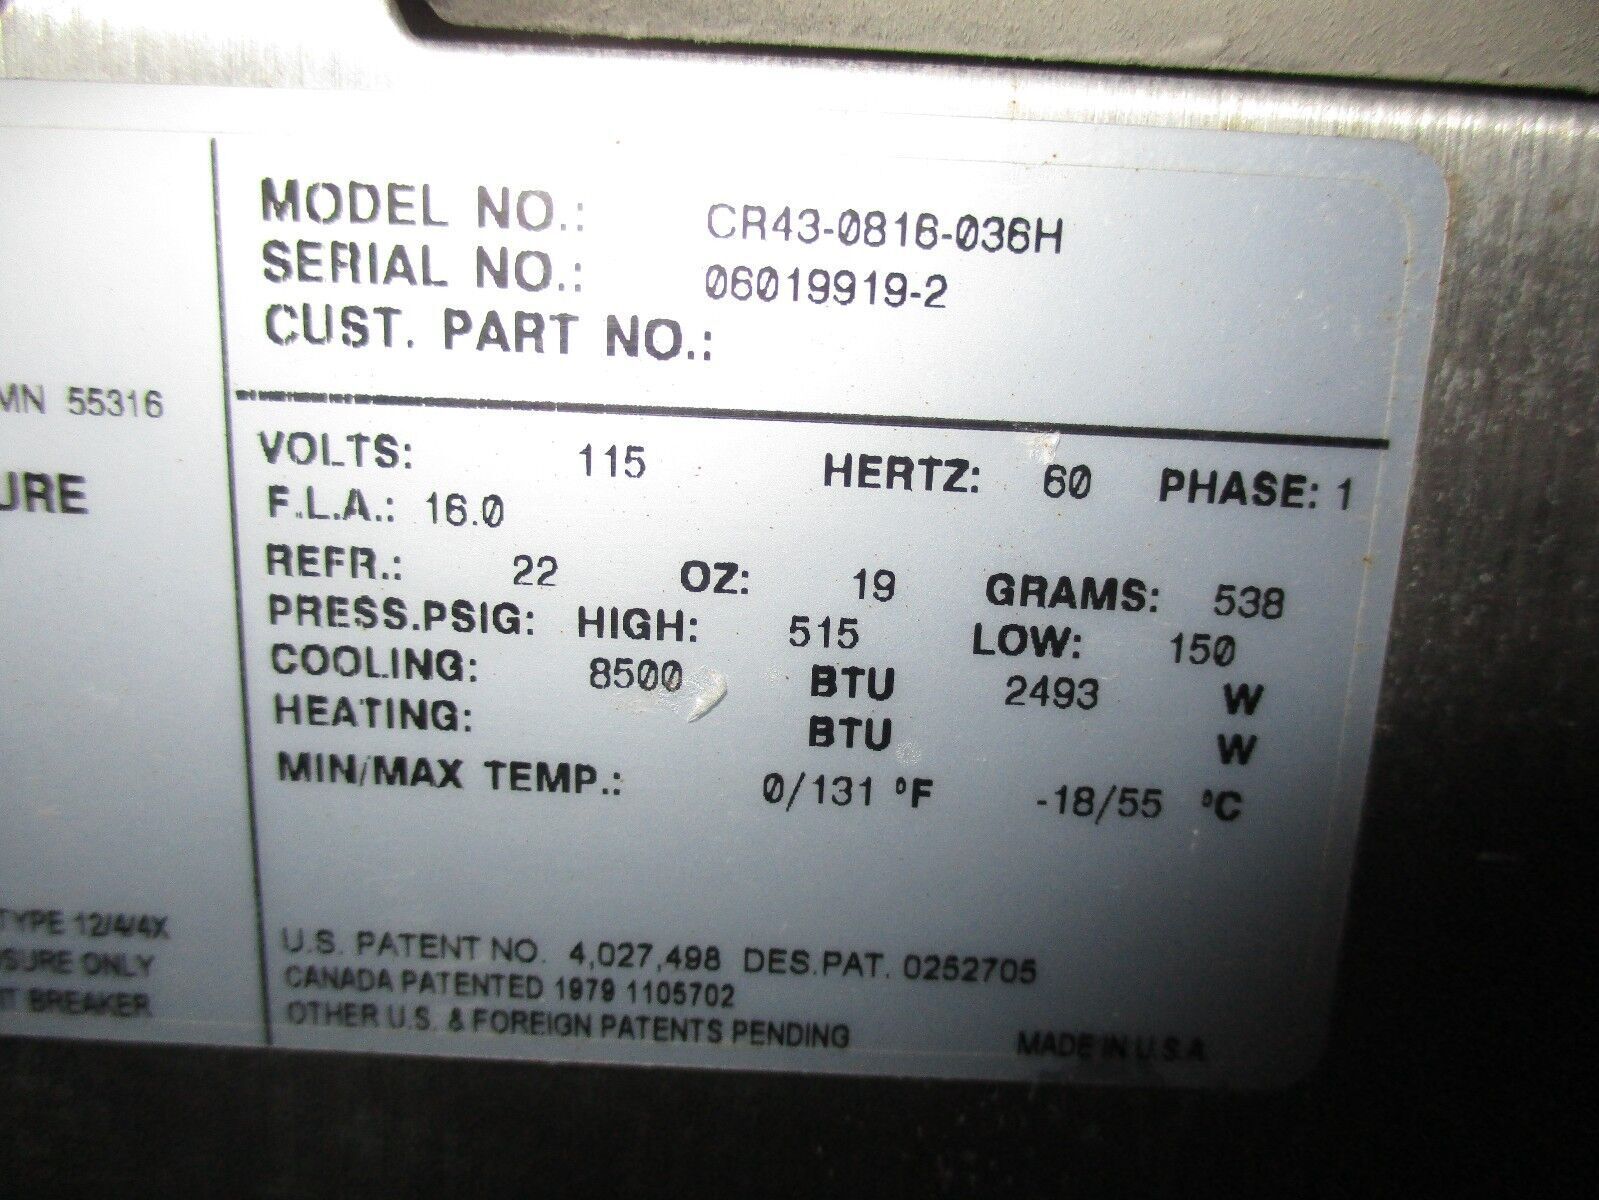 MODEL NO.: CR43-0816-036H
SERIAL NO.: 06019919-2
CUST. PART NO.:
MN 55316
VOLTS: 115 HERTZ: 60 PHASE: 1
URE
F.L.A.: 16.0
REFR.: 22 OZ: 19 GRAMS: 538
PRESS.PSIG: HIGH: 515 LOW: 150
COOLING: 8500 BTU 2493 W
HEATING: BTU W
MIN/MAX TEMP.: 0/131 °F -18/55 °C
TYPE 12/4/4X
SURE ONLY
IT BREAKER
U.S. PATENT NO. 4,027,498 DES.PAT. 0252705
CANADA PATENTED 1979 1105702
OTHER U.S. & FOREIGN PATENTS PENDING
MADE IN U.S.A.